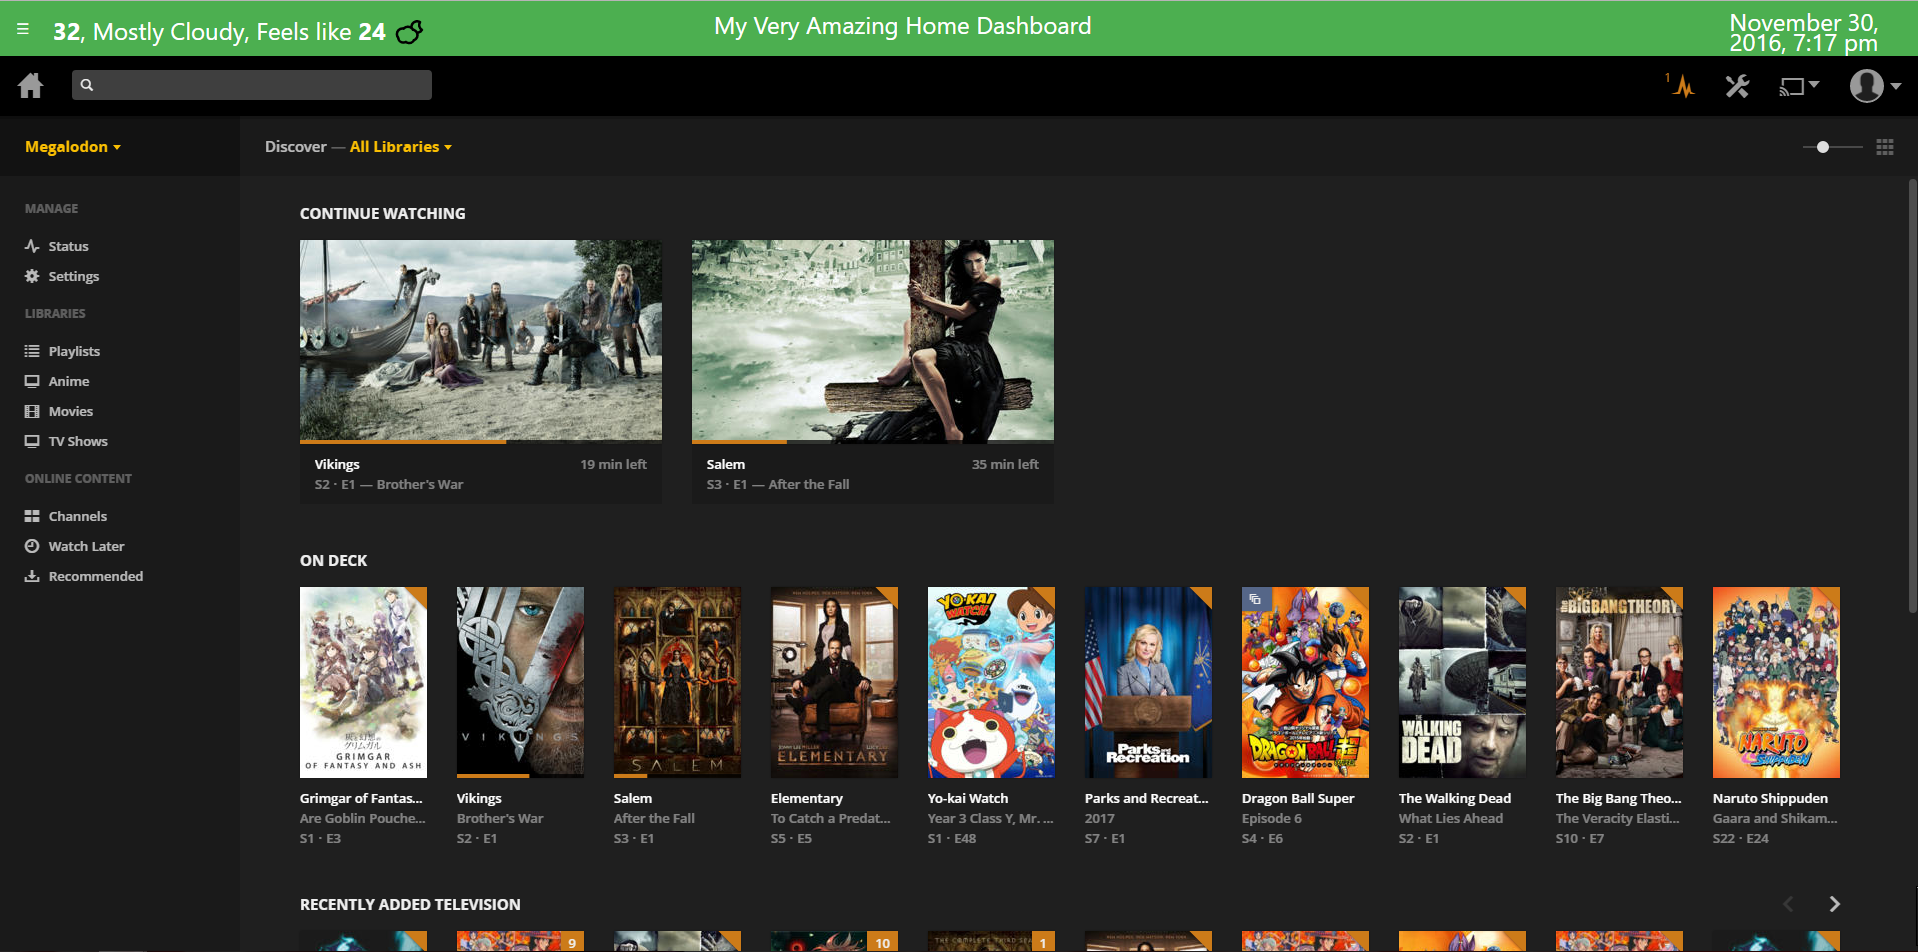 32, Mostly Cloudy, Feels like 24
My Very Amazing Home Dashboard
November 30,
2016, 7:17 pm
1
Megalodon
Discover — All Libraries
MANAGE
Status
Settings
LIBRARIES
Playlists
Anime
Movies
TV Shows
ONLINE CONTENT
Channels
Watch Later
Recommended
CONTINUE WATCHING
Vikings 19 min left
S2 · E1 — Brother's War
Salem 35 min left
S3 · E1 — After the Fall
ON DECK
GRIMGAR
OF FANTASY AND ASH
VIKINGS
SALEM
ELEMENTARY
YO-KAI
WATCH
Parks and
Recreation
DRAGONBALL
THE
WALKING
DEAD
THE BIG BANG THEORY
NARUTO
SHIPPUDEN
Grimgar of Fantas...
Are Goblin Pouche...
S1 · E3
Vikings
Brother's War
S2 · E1
Salem
After the Fall
S3 · E1
Elementary
To Catch a Predat...
S5 · E5
Yo-kai Watch
Year 3 Class Y, Mr. ...
S1 · E48
Parks and Recreat...
2017
S7 · E1
Dragon Ball Super
Episode 6
S4 · E6
The Walking Dead
What Lies Ahead
S2 · E1
The Big Bang Theo...
The Veracity Elasti...
S10 · E7
Naruto Shippuden
Gaara and Shikam...
S22 · E24
RECENTLY ADDED TELEVISION
9
10
THE COMPLETE THIRD SEA
1